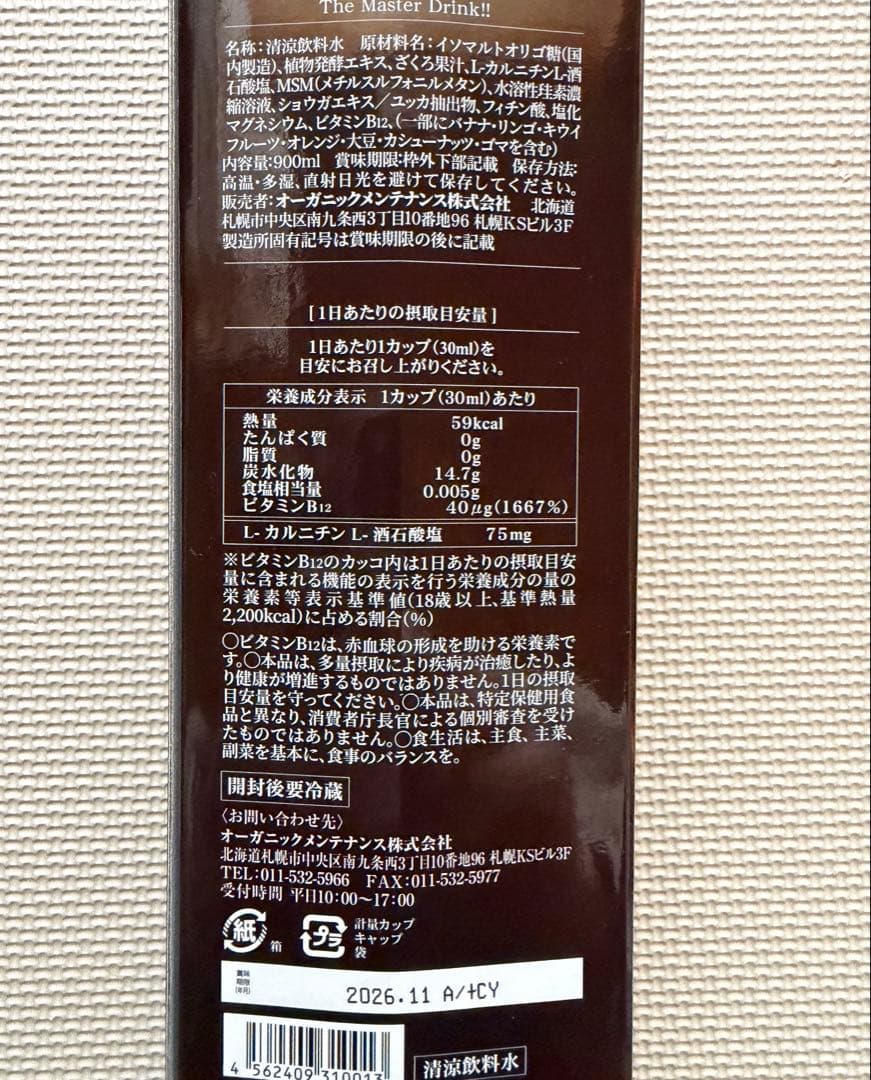 The Master Drink!!
名称：清涼飲料水　原材料名：イソマルトオリゴ糖（国
内製造）、植物発酵エキス、ざくろ果汁、L-カルニチンL-酒
石酸塩、MSM（メチルスルフォニルメタン）、水溶性珪素濃
縮溶液、ショウガエキス／ユッカ抽出物、フィチン酸、塩化
マグネシウム、ビタミンB12、（一部にバナナ・リンゴ・キウイ
フルーツ・オレンジ・大豆・カシューナッツ・ゴマを含む）
内容量：900ml　賞味期限：枠外下部記載　保存方法：
高温・多湿、直射日光を避けて保存してください。
販売者：オーガニックメンテナンス株式会社　北海道
札幌市中央区南九条西3丁目10番地96 札幌KSビル3F
製造所固有記号は賞味期限の後に記載
［1日あたりの摂取目安量］
1日あたり1カップ（30ml）を
目安にお召し上がりください。
栄養成分表示　1カップ（30ml）あたり
熱量　59kcal
たんぱく質　0g
脂質　0g
炭水化物　14.7g
食塩相当量　0.005g
ビタミンB12　40μg(1667%)
L-カルニチン L-酒石酸塩　75mg
※ビタミンB12のカッコ内は1日あたりの摂取目安
量に含まれる機能の表示を行う栄養成分の量の
栄養素等表示基準値（18歳以上、基準熱量
2,200kcal）に占める割合（%）
〇ビタミンB12は、赤血球の形成を助ける栄養素で
す。〇本品は、多量摂取により疾病が治癒したり、よ
り健康が増進するものではありません。1日の摂取
目安量を守ってください。〇本品は、特定保健用食
品と異なり、消費者庁長官による個別審査を受け
たものではありません。〇食生活は、主食、主菜、
副菜を基本に、食事のバランスを。
開封後要冷蔵
〈お問い合わせ先〉
オーガニックメンテナンス株式会社
北海道札幌市中央区南九条西3丁目10番地96 札幌KSビル3F
TEL：011-532-5966　FAX：011-532-5977
受付時間 平日10：00〜17：00
紙 箱
プラ 計量カップ
キャップ
袋
賞味
期限
(年月)
2026.11 A/+CY
4 562409 310013
清涼飲料水